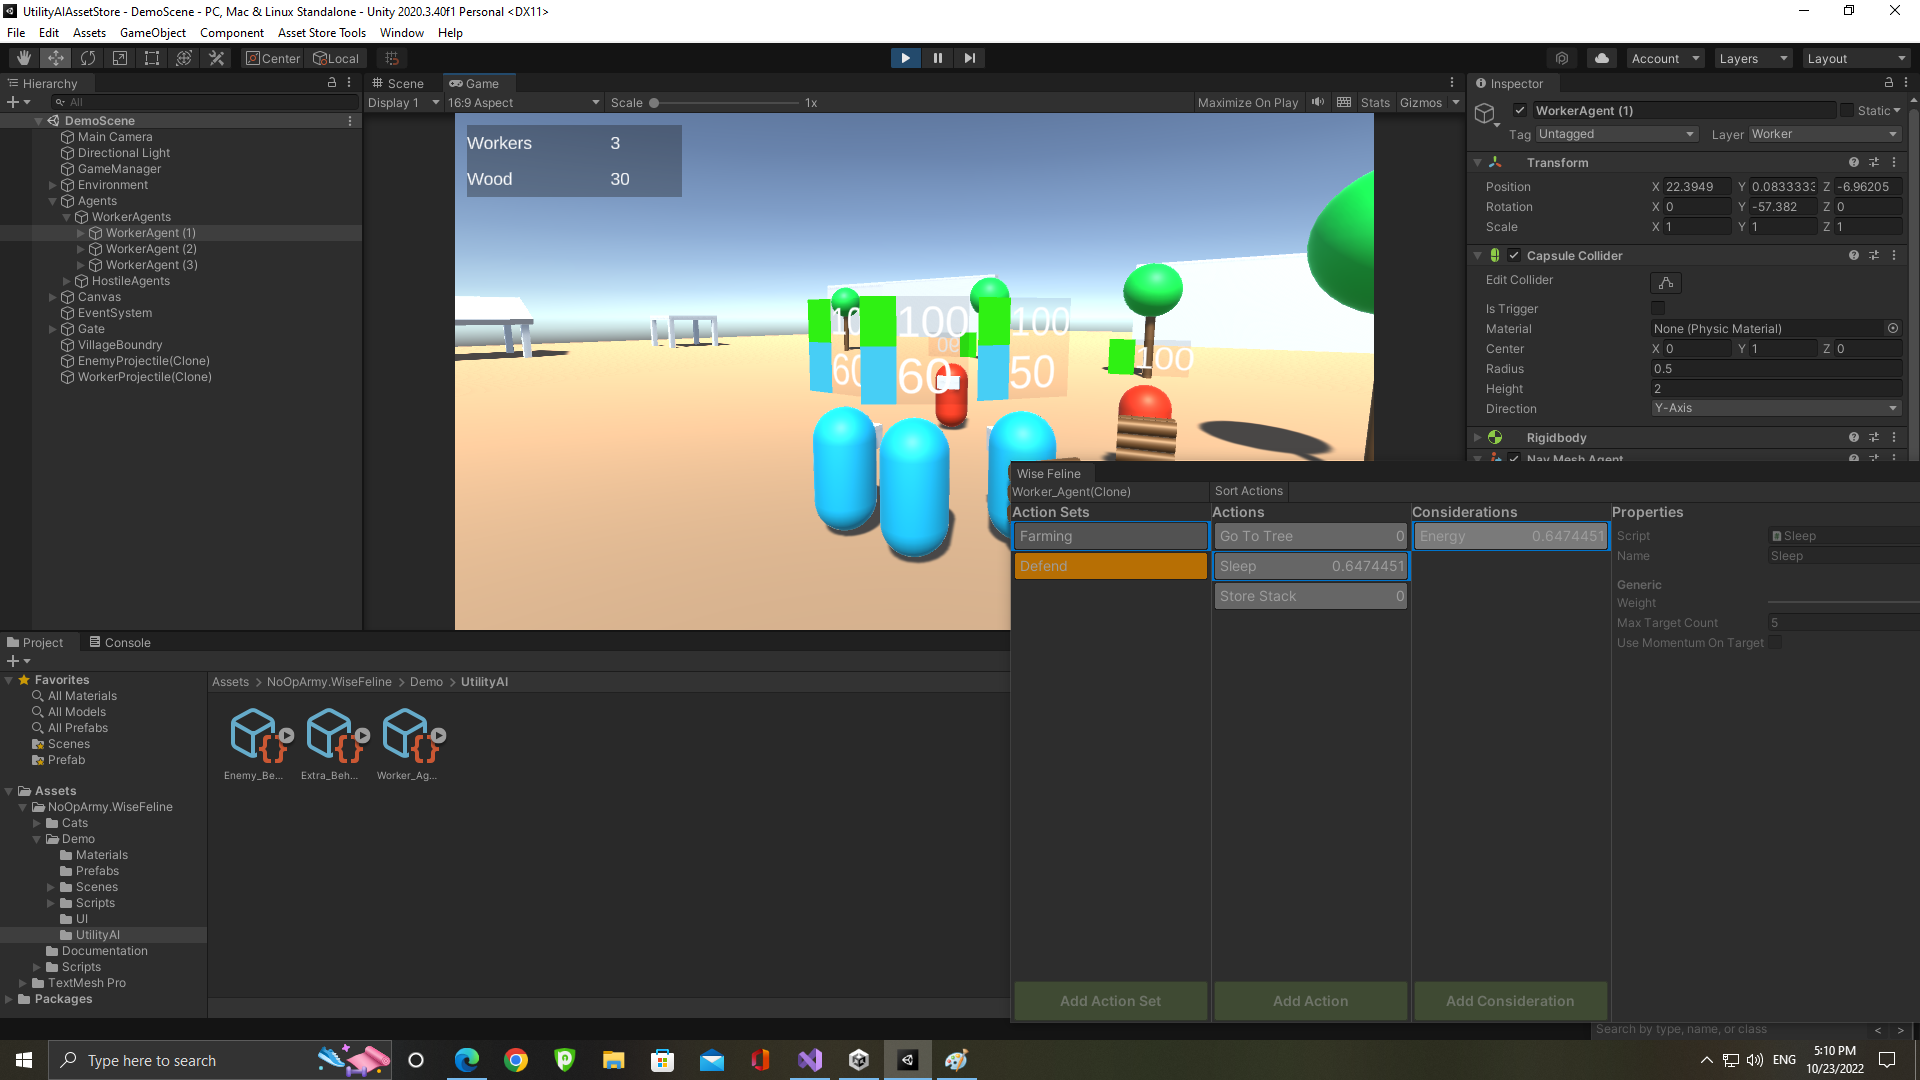 UtilityAIAssetStore - DemoScene - PC, Mac & Linux Standalone - Unity 2020.3.40f1 Personal <DX11>
File Edit Assets GameObject Component Asset Store Tools Window Help
Center Local Account Layers Layout
Hierarchy
All
DemoScene
Main Camera
Directional Light
GameManager
Environment
Agents
WorkerAgents
WorkerAgent (1)
WorkerAgent (2)
WorkerAgent (3)
HostileAgents
Canvas
EventSystem
Gate
VillageBoundry
EnemyProjectile(Clone)
WorkerProjectile(Clone)
Scene Game
Display 1 16:9 Aspect Scale 1x Maximize On Play Stats Gizmos
Workers 3
Wood 30
100 100
60 50
100
Inspector
WorkerAgent (1) Static
Tag Untagged Layer Worker
Transform
Position X 22.3949 Y 0.0833333 Z -6.96205
Rotation X 0 Y -57.382 Z 0
Scale X 1 Y 1 Z 1
Capsule Collider
Edit Collider
Is Trigger
Material None (Physic Material)
Center X 0 Y 1 Z 0
Radius 0.5
Height 2
Direction Y-Axis
Rigidbody
Nav Mesh Agent
Wise Feline
Worker_Agent(Clone) Sort Actions
Action Sets Actions Considerations Properties
Farming Go To Tree 0 Energy 0.6474451 Script Sleep
Name Sleep
Defend Sleep 0.6474451
Generic
Store Stack 0 Weight
Max Target Count 5
Use Momentum On Target
Add Action Set Add Action Add Consideration
Search by type, name, or class
Project Console
Favorites
All Materials
All Models
All Prefabs
Scenes
Prefab
Assets
NoOpArmy.WiseFeline
Cats
Demo
Materials
Prefabs
Scenes
Scripts
UI
UtilityAI
Documentation
Scripts
TextMesh Pro
Packages
Assets > NoOpArmy.WiseFeline > Demo > UtilityAI
Enemy_Be... Extra_Beh... Worker_Ag...
Type here to search
ENG 5:10 PM
10/23/2022